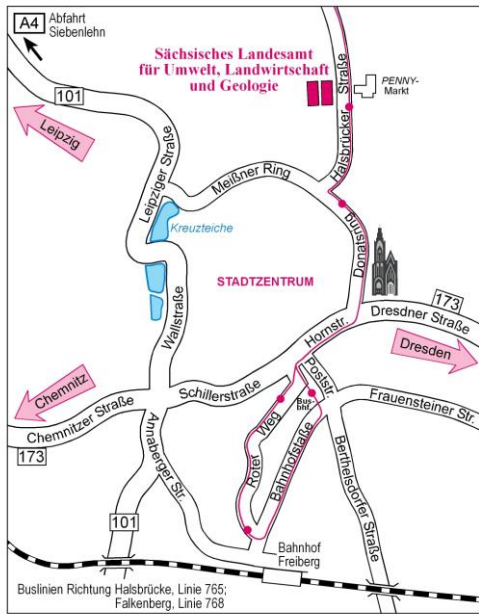 A4
Abfahrt
Siebenlehn
Sächsisches Landesamt
für Umwelt, Landwirtschaft
und Geologie
PENNY-
Markt
101
Leipzig
Leipziger Straße
Halsbrücker Straße
Meißner Ring
Kreuzteiche
Donatsring
STADTZENTRUM
Wallstraße
173
Dresdner Straße
Hornstr.
Dresden
Poststr.
Chemnitz
Schillerstraße
Bus-
bhf.
Frauensteiner Str.
Chemnitzer Straße
173
Roter Weg
Bahnhofstaße
Annaberger Str.
Berthelsdorfer Straße
101
Bahnhof
Freiberg
Buslinien Richtung Halsbrücke, Linie 765;
Falkenberg, Linie 768